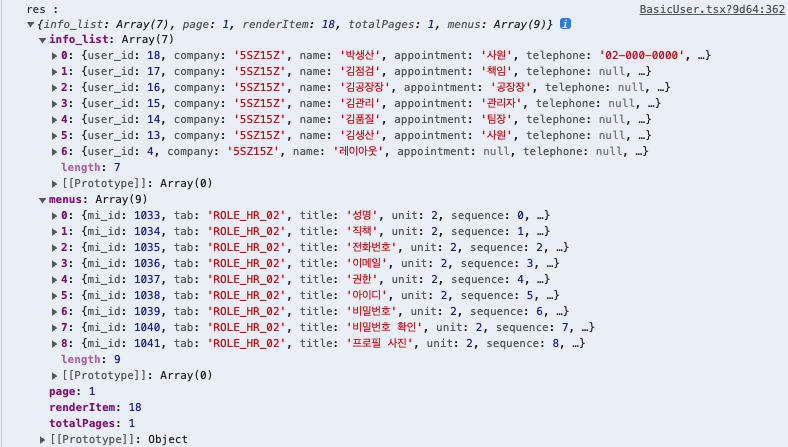 res :
BasicUser.tsx?9d64:362
▼{info_list: Array(7), page: 1, renderItem: 18, totalPages: 1, menus: Array(9)} i
▼info_list: Array(7)
▶0: {user_id: 18, company: '5SZ15Z', name: '박생산', appointment: '사원', telephone: '02-000-0000', …}
▶1: {user_id: 17, company: '5SZ15Z', name: '김점검', appointment: '책임', telephone: null, …}
▶2: {user_id: 16, company: '5SZ15Z', name: '김공장장', appointment: '공장장', telephone: null, …}
▶3: {user_id: 15, company: '5SZ15Z', name: '김관리', appointment: '관리자', telephone: null, …}
▶4: {user_id: 14, company: '5SZ15Z', name: '김품질', appointment: '팀장', telephone: null, …}
▶5: {user_id: 13, company: '5SZ15Z', name: '김생산', appointment: '사원', telephone: null, …}
▶6: {user_id: 4, company: '5SZ15Z', name: '레이아웃', appointment: null, telephone: null, …}
length: 7
▶[[Prototype]]: Array(0)
▼menus: Array(9)
▶0: {mi_id: 1033, tab: 'ROLE_HR_02', title: '성명', unit: 2, sequence: 0, …}
▶1: {mi_id: 1034, tab: 'ROLE_HR_02', title: '직책', unit: 2, sequence: 1, …}
▶2: {mi_id: 1035, tab: 'ROLE_HR_02', title: '전화번호', unit: 2, sequence: 2, …}
▶3: {mi_id: 1036, tab: 'ROLE_HR_02', title: '이메일', unit: 2, sequence: 3, …}
▶4: {mi_id: 1037, tab: 'ROLE_HR_02', title: '권한', unit: 2, sequence: 4, …}
▶5: {mi_id: 1038, tab: 'ROLE_HR_02', title: '아이디', unit: 2, sequence: 5, …}
▶6: {mi_id: 1039, tab: 'ROLE_HR_02', title: '비밀번호', unit: 2, sequence: 6, …}
▶7: {mi_id: 1040, tab: 'ROLE_HR_02', title: '비밀번호 확인', unit: 2, sequence: 7, …}
▶8: {mi_id: 1041, tab: 'ROLE_HR_02', title: '프로필 사진', unit: 2, sequence: 8, …}
length: 9
▶[[Prototype]]: Array(0)
page: 1
renderItem: 18
totalPages: 1
▶[[Prototype]]: Object